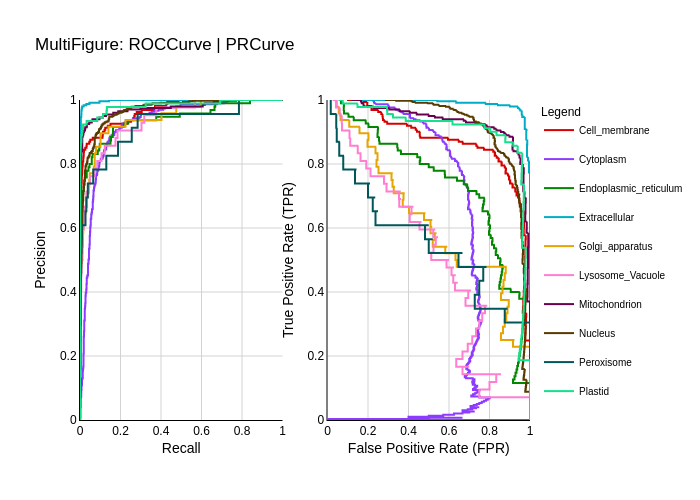 MultiFigure: ROCCurve | PRCurve
Precision
1
0.8
0.6
0.4
0.2
0
0 0.2 0.4 0.6 0.8 1
Recall
True Positive Rate (TPR)
1
0.8
0.6
0.4
0.2
0
0 0.2 0.4 0.6 0.8 1
False Positive Rate (FPR)
Legend
Cell_membrane
Cytoplasm
Endoplasmic_reticulum
Extracellular
Golgi_apparatus
Lysosome_Vacuole
Mitochondrion
Nucleus
Peroxisome
Plastid